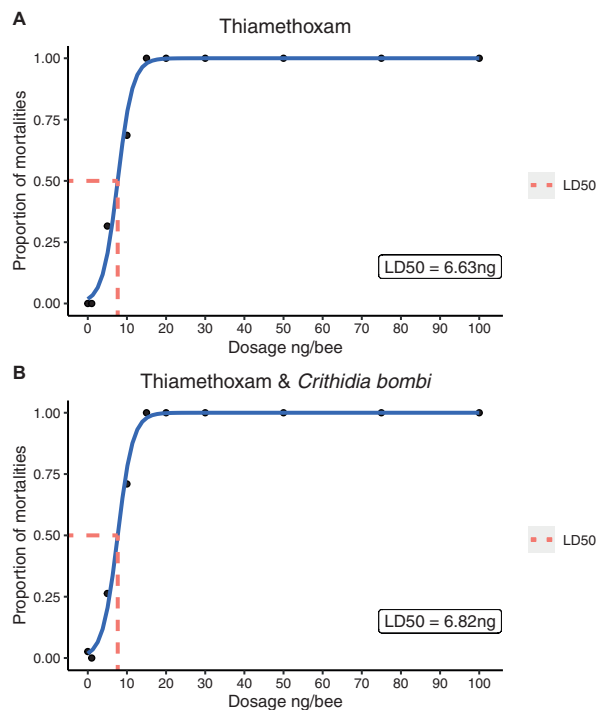 A
Thiamethoxam
Proportion of mortalities
1.00
0.75
0.50
0.25
0.00
LD50
LD50 = 6.63ng
0 10 20 30 40 50 60 70 80 90 100
Dosage ng/bee
B
Thiamethoxam & Crithidia bombi
Proportion of mortalities
1.00
0.75
0.50
0.25
0.00
LD50
LD50 = 6.82ng
0 10 20 30 40 50 60 70 80 90 100
Dosage ng/bee